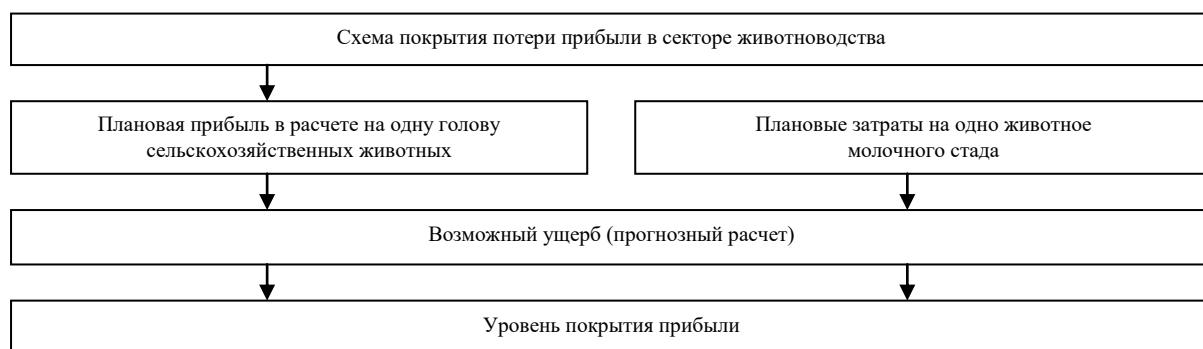 Схема покрытия потери прибыли в секторе животноводства
Плановая прибыль в расчете на одну голову
сельскохозяйственных животных
Плановые затраты на одно животное
молочного стада
Возможный ущерб (прогнозный расчет)
Уровень покрытия прибыли